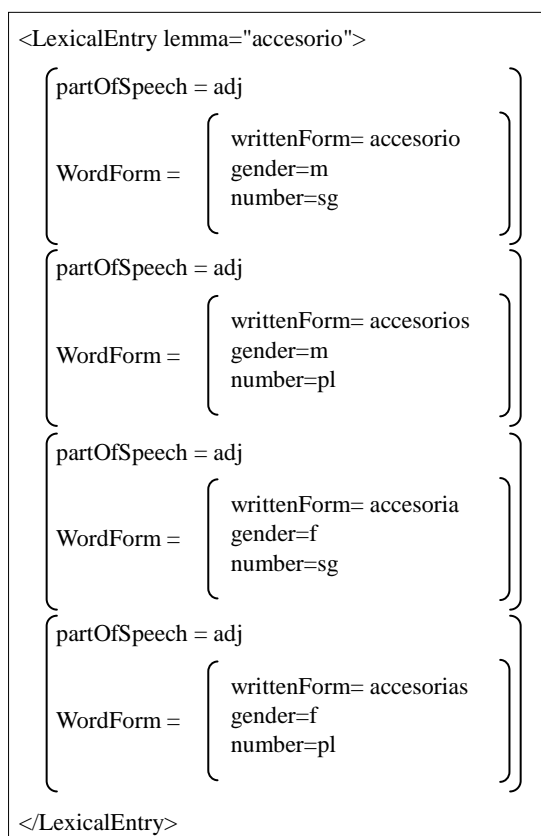 <LexicalEntry lemma="accesorio">
partOfSpeech = adj
writtenForm= accesorio
WordForm =
gender=m
number=sg
partOfSpeech = adj
writtenForm= accesorios
WordForm =
gender=m
number=pl
partOfSpeech = adj
writtenForm= accesoria
WordForm =
gender=f
number=sg
partOfSpeech = adj
writtenForm= accesorias
WordForm =
gender=f
number=pl
</LexicalEntry>